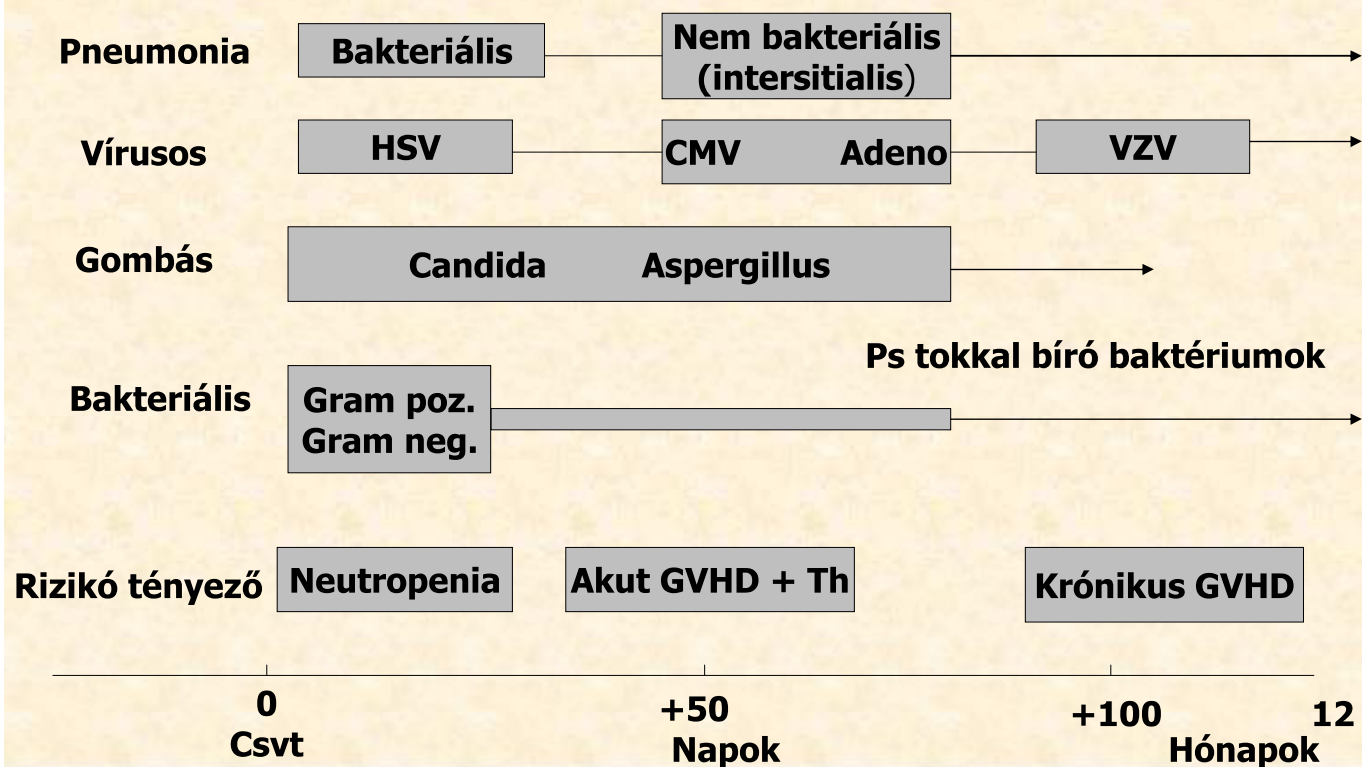 Pneumonia
Bakteriális
Nem bakteriális
(intersitialis)
Vírusos
HSV
CMV Adeno
VZV
Gombás
Candida Aspergillus
Ps tokkal bíró baktériumok
Bakteriális
Gram poz.
Gram neg.
Rizikó tényező
Neutropenia
Akut GVHD + Th
Krónikus GVHD
0
+50
+100
12
Csvt
Napok
Hónapok